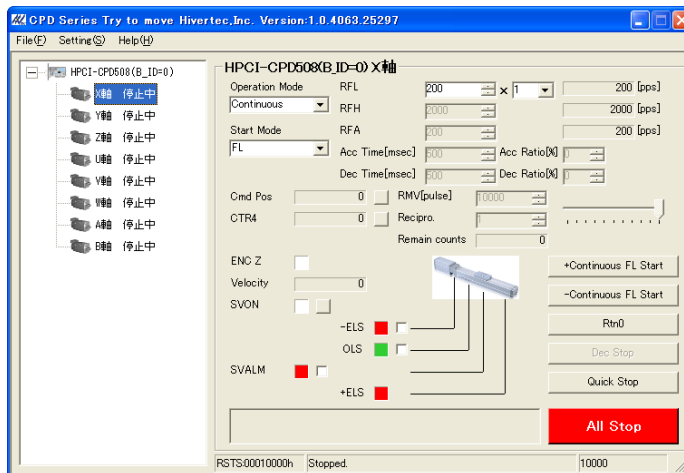 CPD Series Try to move Hivertec,Inc. Version:1.0.4063.25297
File(F) Setting(S) Help(H)
HPCI-CPD508(B_ID=0)
X軸 停止中
Y軸 停止中
Z軸 停止中
U軸 停止中
V軸 停止中
W軸 停止中
A軸 停止中
B軸 停止中
HPCI-CPD508(B_ID=0) X軸
Operation Mode RFL 200 × 1 200 [pps]
Continuous RFH 2000 2000 [pps]
Start Mode RFA 200 200 [pps]
FL Acc Time[msec] 500 Acc Ratio[%] 0
Dec Time[msec] 500 Dec Ratio[%] 0
Cmd Pos 0 RMV[pulse] 10000
CTR4 0 Recipro. 1
Remain counts 0
ENC Z
Velocity 0
SVON
-ELS
OLS
SVALM
+ELS
+Continuous FL Start
-Continuous FL Start
Rtn0
Dec Stop
Quick Stop
All Stop
RSTS:00010000h Stopped. 10000